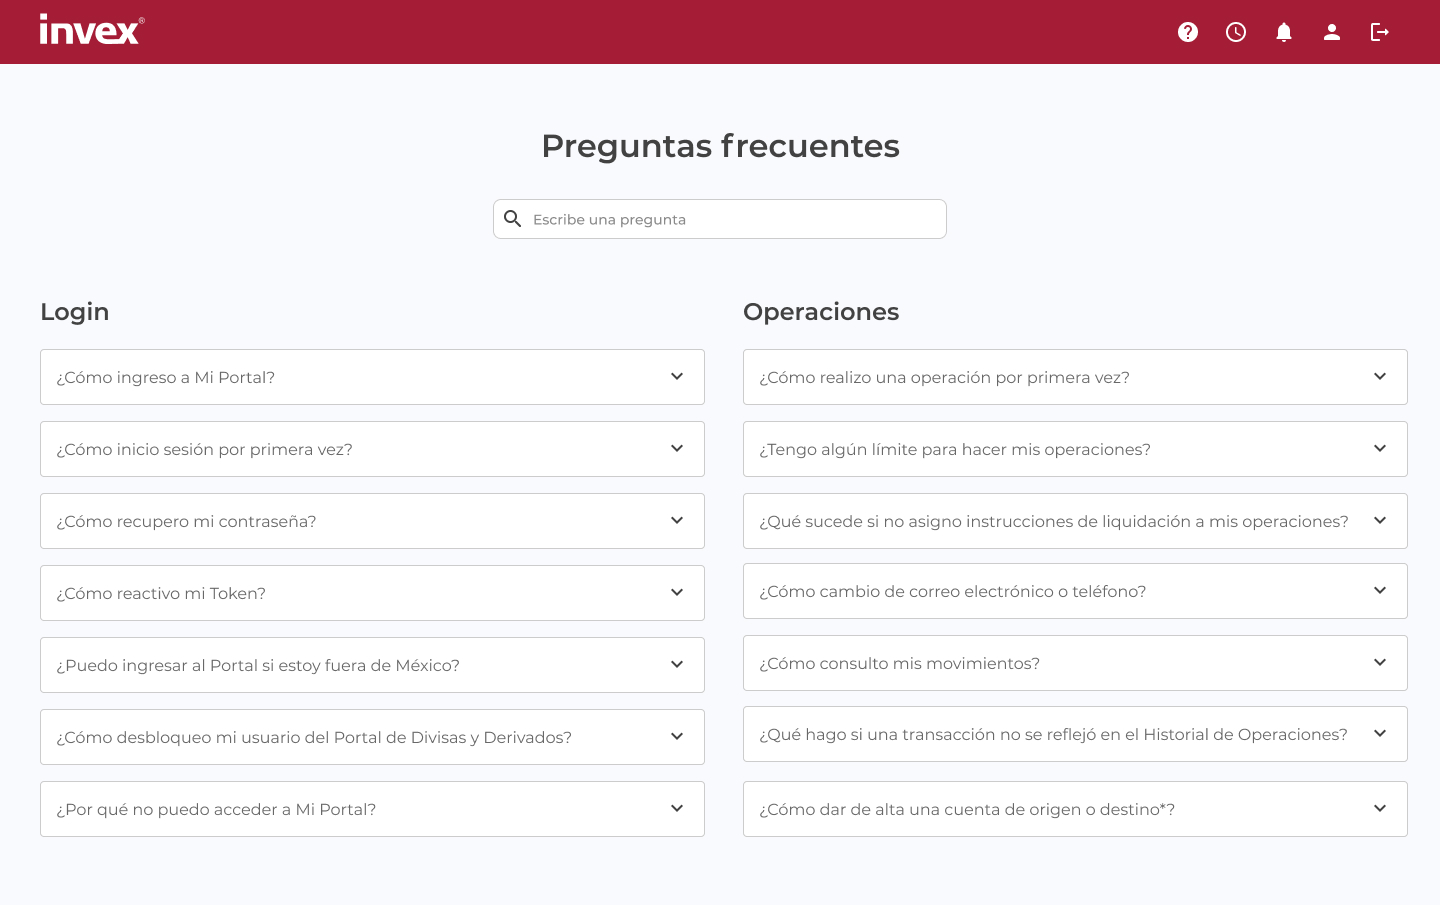 invex®
Preguntas frecuentes
Escribe una pregunta
Login
¿Cómo ingreso a Mi Portal?
¿Cómo inicio sesión por primera vez?
¿Cómo recupero mi contraseña?
¿Cómo reactivo mi Token?
¿Puedo ingresar al Portal si estoy fuera de México?
¿Cómo desbloqueo mi usuario del Portal de Divisas y Derivados?
¿Por qué no puedo acceder a Mi Portal?
Operaciones
¿Cómo realizo una operación por primera vez?
¿Tengo algún límite para hacer mis operaciones?
¿Qué sucede si no asigno instrucciones de liquidación a mis operaciones?
¿Cómo cambio de correo electrónico o teléfono?
¿Cómo consulto mis movimientos?
¿Qué hago si una transacción no se reflejó en el Historial de Operaciones?
¿Cómo dar de alta una cuenta de origen o destino*?